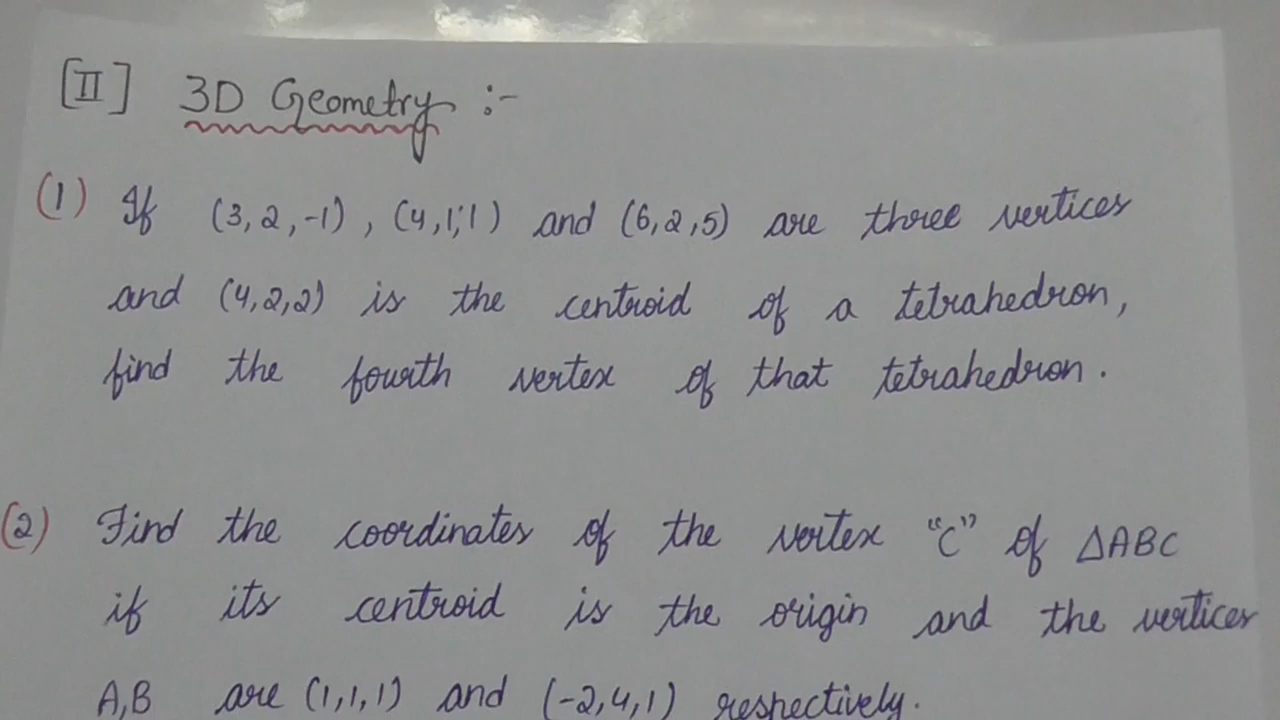 [II] 3D Geometry :-
(1) If (3,2,-1), (4,1,1) and (6,2,5) are three vertices
and (4,2,2) is the centroid of a tetrahedron,
find the fourth vertex of that tetrahedron.
(2) Find the coordinates of the vertex "C" of ΔABC
if its centroid is the origin and the vertices
A,B are (1,1,1) and (-2,4,1) respectively.